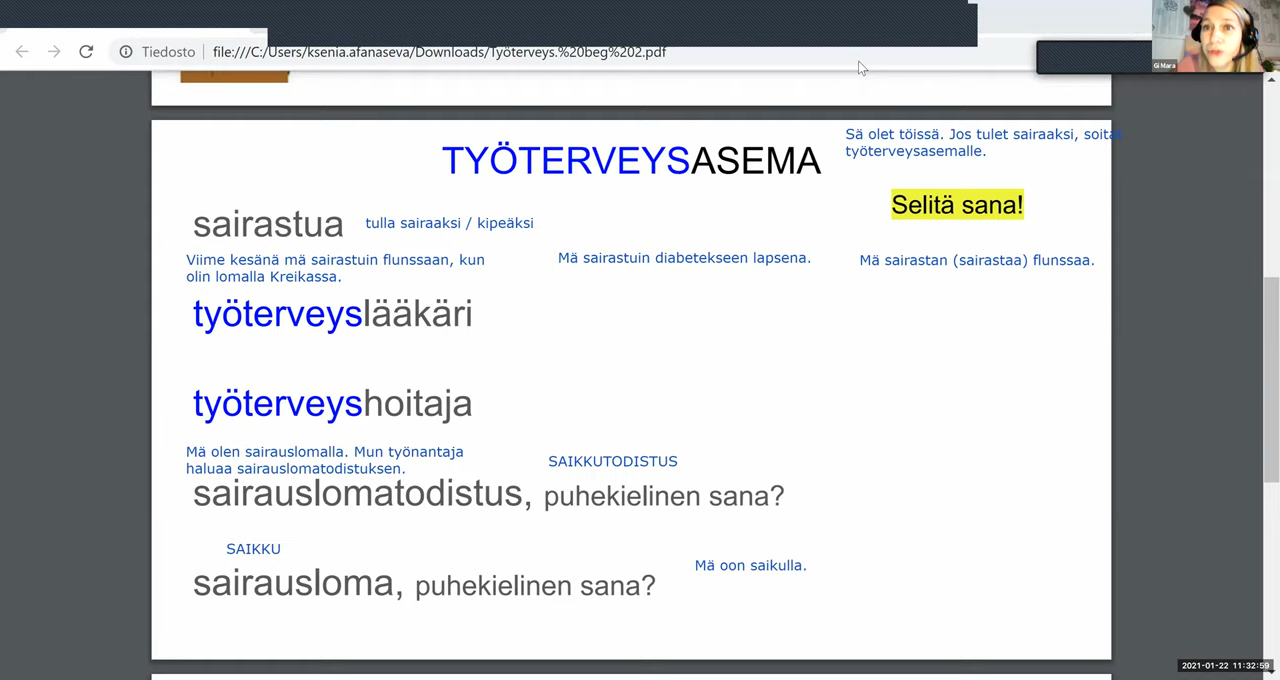 Tiedosto file:///C:/Users/ksenia.afanaseva/Downloads/Työterveys.%20beg%202.pdf
Gi Mara
Sä olet töissä. Jos tulet sairaaksi, soitat
työterveysasemalle.
TYÖTERVEYSASEMA
Selitä sana!
sairastua tulla sairaaksi / kipeäksi
Viime kesänä mä sairastuin flunssaan, kun
olin lomalla Kreikassa.
Mä sairastuin diabetekseen lapsena.
Mä sairastan (sairastaa) flunssaa.
työterveyslääkäri
työterveyshoitaja
Mä olen sairauslomalla. Mun työnantaja
haluaa sairauslomatodistuksen.
SAIKKUTODISTUS
sairauslomatodistus, puhekielinen sana?
SAIKKU
Mä oon saikulla.
sairausloma, puhekielinen sana?
2021-01-22 11:32:59